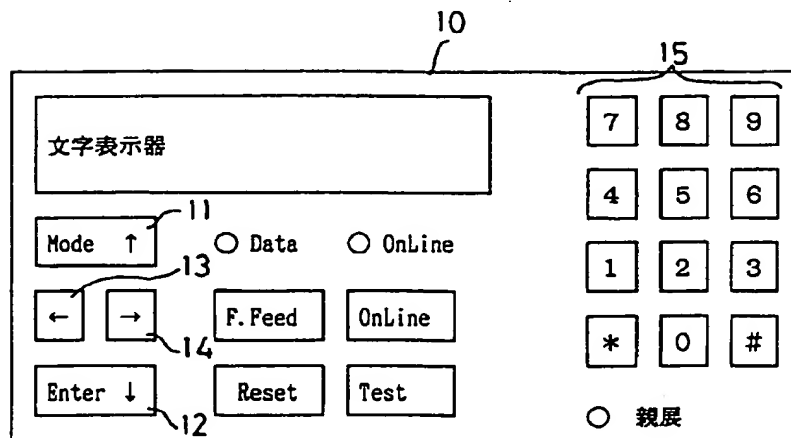 10
15
文字表示器
7 8 9
4 5 6
11
Mode ↑
Data
OnLine
1 2 3
13
← →
F.Feed
OnLine
14
* 0 #
Enter ↓
Reset
Test
12
親展